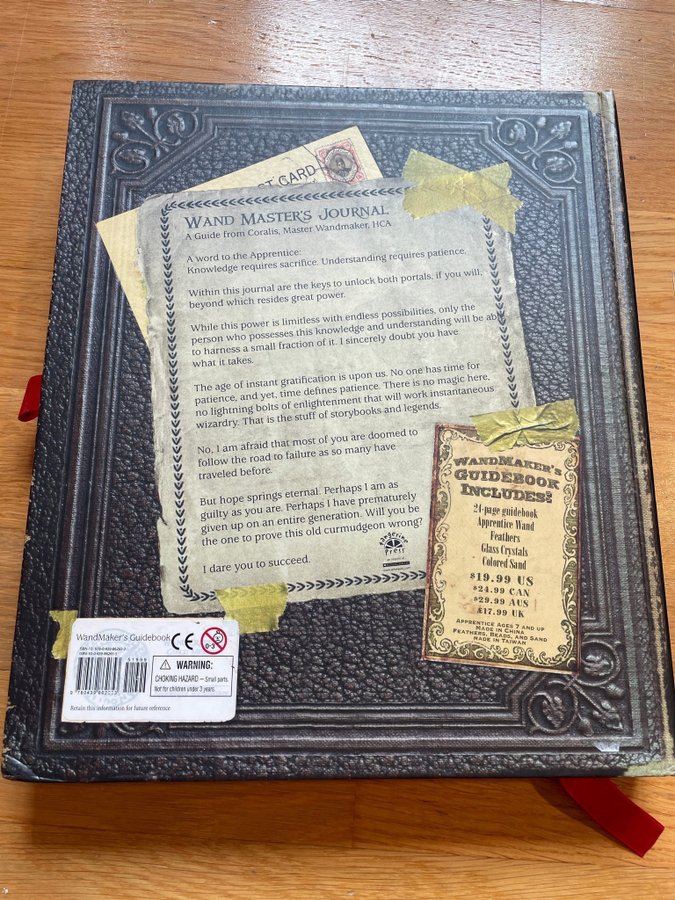 ST CARD
WAND MASTER'S JOURNAL
A Guide from Coralis, Master Wandmaker, HCA
A word to the Apprentice:
Knowledge requires sacrifice. Understanding requires patience.
Within this journal are the keys to unlock both portals, if you will,
beyond which resides great power.
While this power is limitless with endless possibilities, only the
person who possesses this knowledge and understanding will be ab
to harness a small fraction of it. I sincerely doubt you have
what it takes.
The age of instant gratification is upon us. No one has time for
patience, and yet, time defines patience. There is no magic here,
no lightning bolts of enlightenment that will work instantaneous
wizardry. That is the stuff of storybooks and legends.
No, I am afraid that most of you are doomed to
follow the road to failure as so many have
traveled before.
But hope springs eternal. Perhaps I am as
guilty as you are. Perhaps I have prematurely
given up on an entire generation. Will you be
the one to prove this old curmudgeon wrong?
I dare you to succeed.
tangerine
Press
WANDMAKER'S
GUIDEBOOK
INCLUDES:
24-page guidebook
Apprentice Wand
Feathers
Glass Crystals
Colored Sand
$19.99 US
$24.99 CAN
$29.99 AUS
£17.99 UK
APPRENTICE AGES 7 AND UP
MADE IN CHINA
FEATHERS, BEADS, AND SAND
MADE IN TAIWAN
WandMaker's Guidebook
CE
0-3
51999
WARNING:
CHOKING HAZARD — Small parts
Not for children under 3 years.
Retain this information for future reference